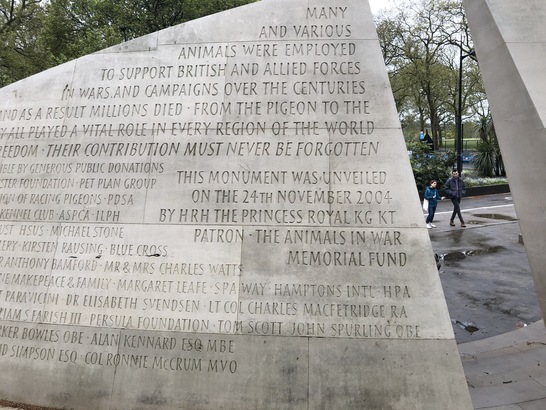 MANY
AND VARIOUS
ANIMALS WERE EMPLOYED
TO SUPPORT BRITISH AND ALLIED FORCES
IN WARS AND CAMPAIGNS OVER THE CENTURIES
AND AS A RESULT MILLIONS DIED · FROM THE PIGEON TO THE
ALL PLAYED A VITAL ROLE IN EVERY REGION OF THE WORLD
THEIR CONTRIBUTION MUST NEVER BE FORGOTTEN
BY GENEROUS PUBLIC DONATIONS
FOUNDATION · PET PLAN GROUP
OF RACING PIGEONS · PDSA
KENNEL CLUB · ASPCA · ILPH
HSUS · MICHAEL STONE
KIRSTEN RAUSING · BLUE CROSS
ANTHONY BAMFORD · MR & MRS CHARLES WATTS
MAKEPEACE & FAMILY · MARGARET LEAFE · SPA WAY · HAMPTONS INTL · HPA
PARAVICINI · DR ELISABETH SVENDSEN · LT COL CHARLES MACFETRIDGE RA
S FARISH III · PERSULA FOUNDATION · TOM SCOTT · JOHN SPURLING OBE
BOWLES OBE · ALAN KENNARD ESQ MBE
SIMPSON ESQ · COL RONNIE MCCRUM MVO
THIS MONUMENT WAS UNVEILED
ON THE 24TH NOVEMBER 2004
BY HRH THE PRINCESS ROYAL KG KT
PATRON · THE ANIMALS IN WAR
MEMORIAL FUND